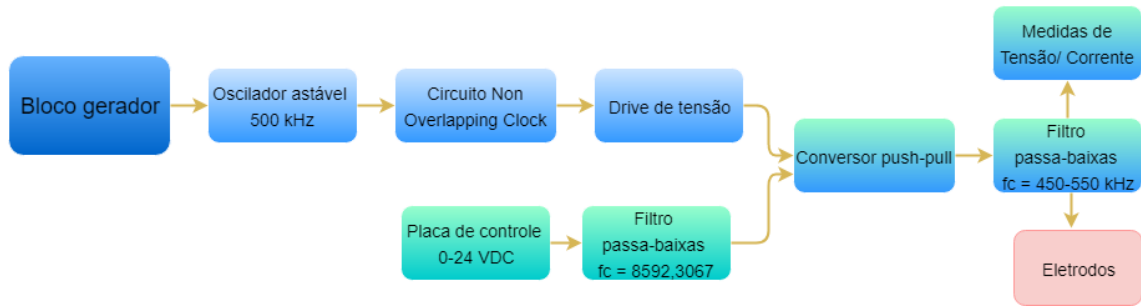 Bloco gerador
Oscilador astável
500 kHz
Circuito Non
Overlapping Clock
Drive de tensão
Placa de controle
0-24 VDC
Filtro
passa-baixas
fc = 8592,3067
Conversor push-pull
Medidas de
Tensão/ Corrente
Filtro
passa-baixas
fc = 450-550 kHz
Eletrodos